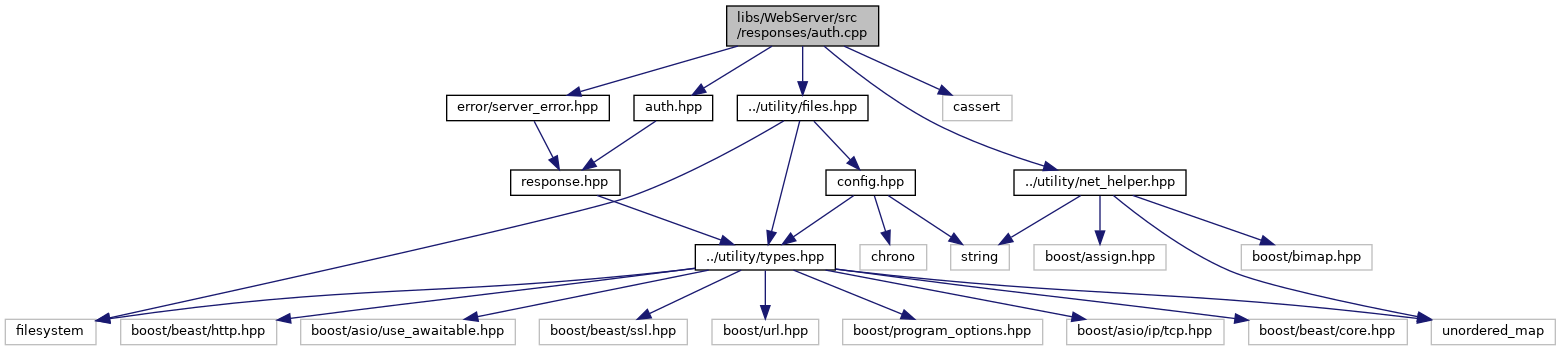 libs/WebServer/src
/responses/auth.cpp
error/server_error.hpp
auth.hpp
../utility/files.hpp
cassert
response.hpp
config.hpp
../utility/net_helper.hpp
../utility/types.hpp
chrono
string
boost/assign.hpp
boost/bimap.hpp
filesystem
boost/beast/http.hpp
boost/asio/use_awaitable.hpp
boost/beast/ssl.hpp
boost/url.hpp
boost/program_options.hpp
boost/asio/ip/tcp.hpp
boost/beast/core.hpp
unordered_map